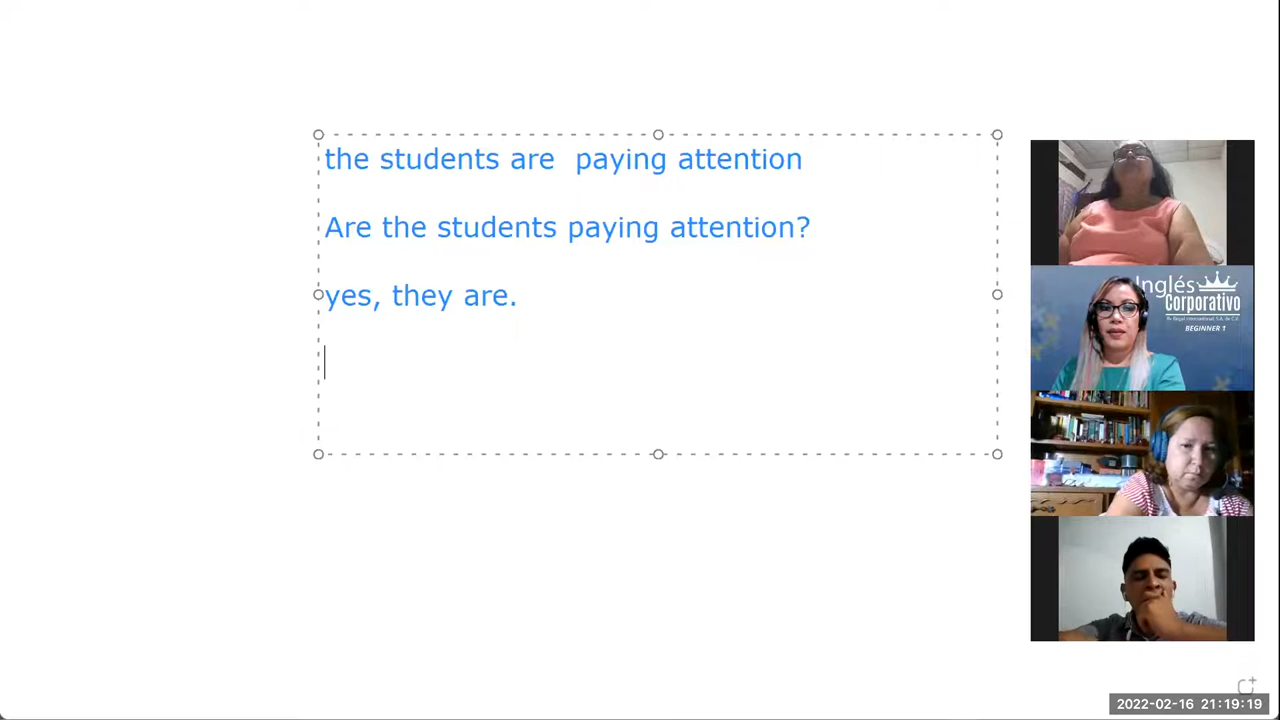 the students are  paying attention
Are the students paying attention?
yes, they are.
Inglés
Corporativo
BEGINNER 1
2022-02-16 21:19:19